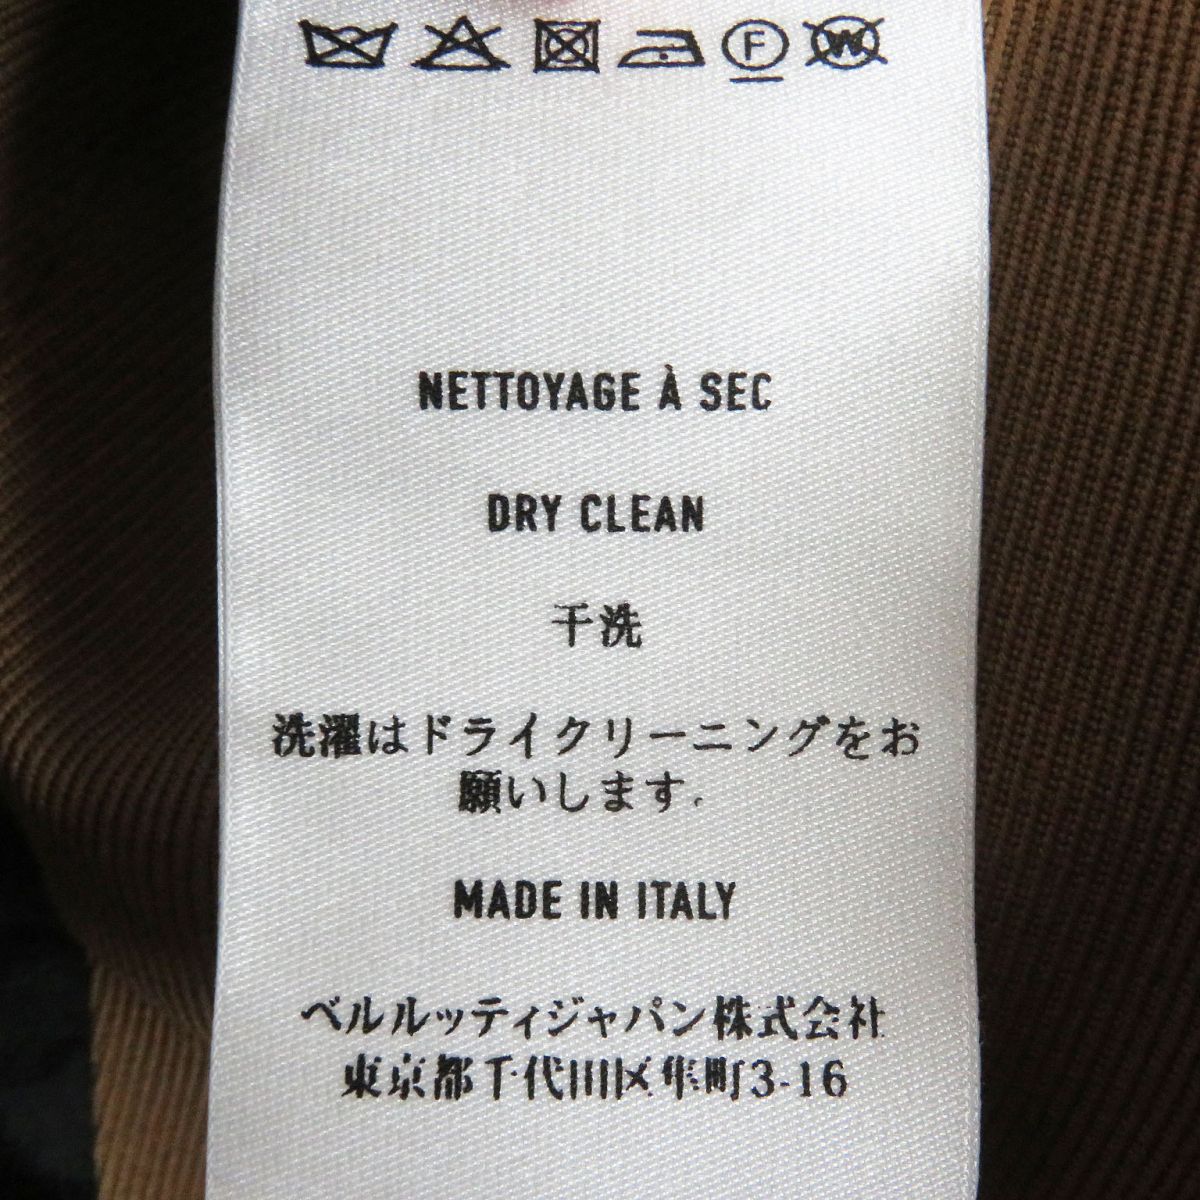 F W
NETTOYAGE À SEC
DRY CLEAN
干洗
洗濯はドライクリーニングをお
願いします.
MADE IN ITALY
ベルルッティジャパン株式会社
東京都千代田区隼町3-16